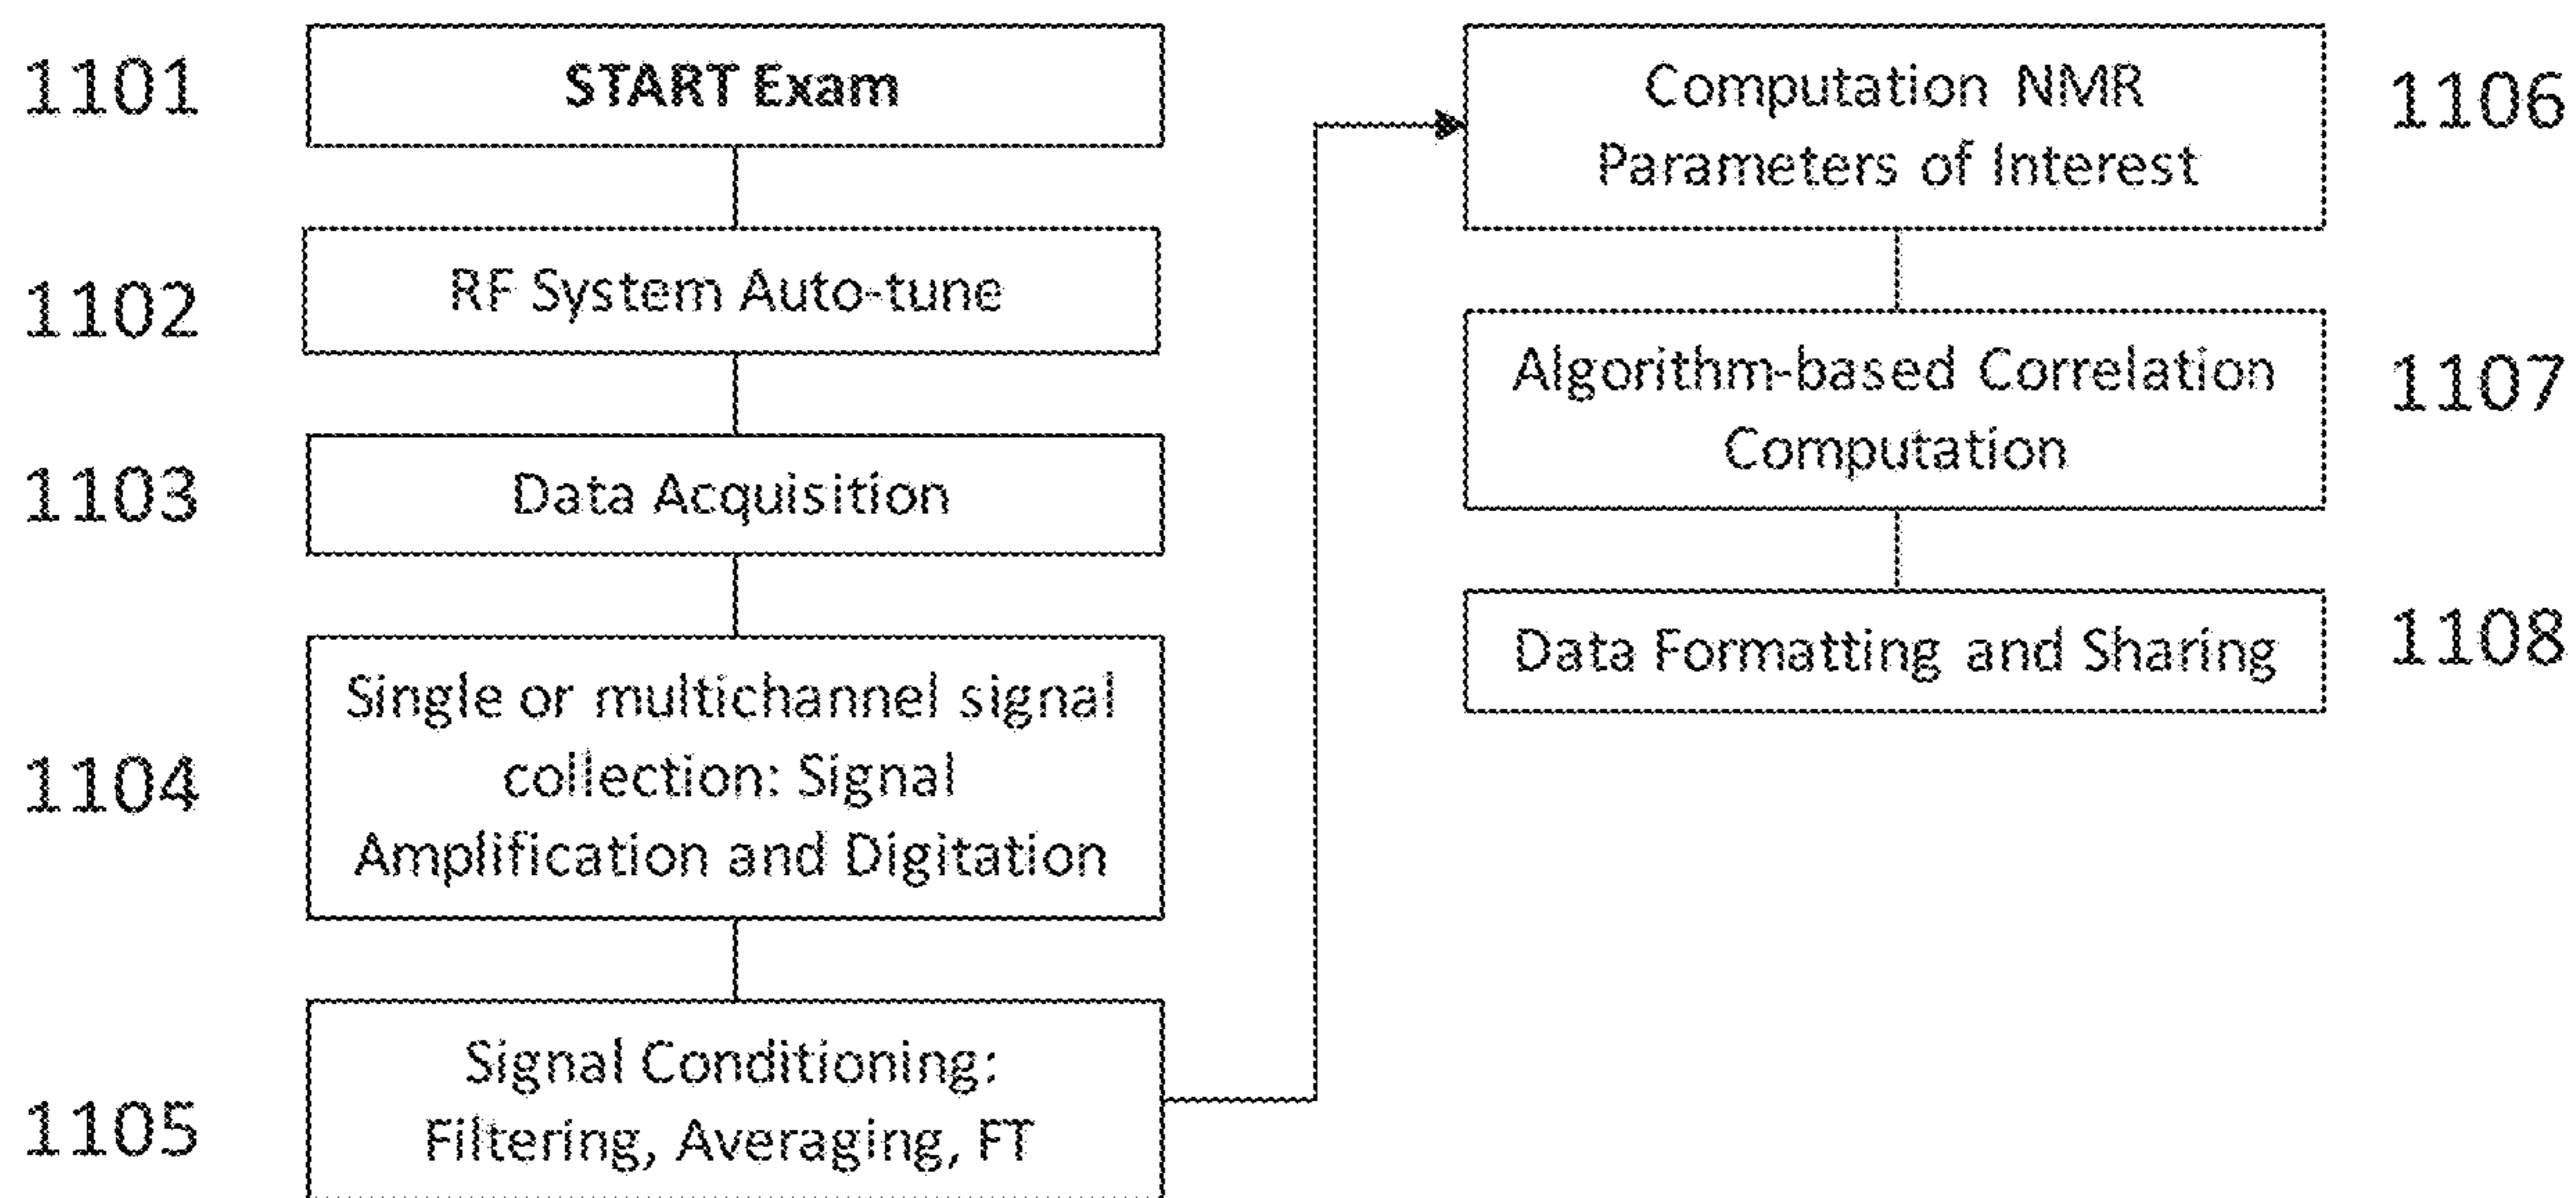 1101
START Exam
1102
RF System Auto-tune
1103
Data Acquisition
1104
Single or multichannel signal
collection: Signal
Amplification and Digitation
1105
Signal Conditioning:
Filtering, Averaging, FT
Computation NMR
Parameters of Interest
1106
Algorithm-based Correlation
Computation
1107
Data Formatting and Sharing
1108